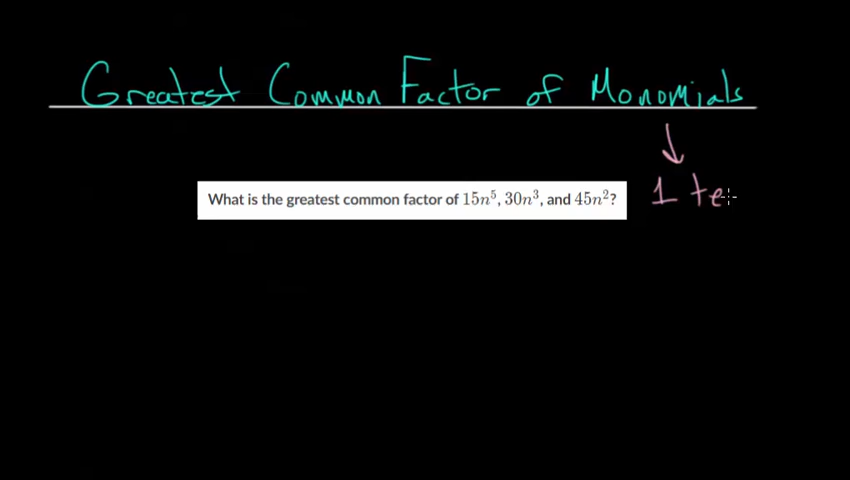 Greatest Common Factor of Monomials
What is the greatest common factor of 15n⁵, 30n³, and 45n²?
1 te